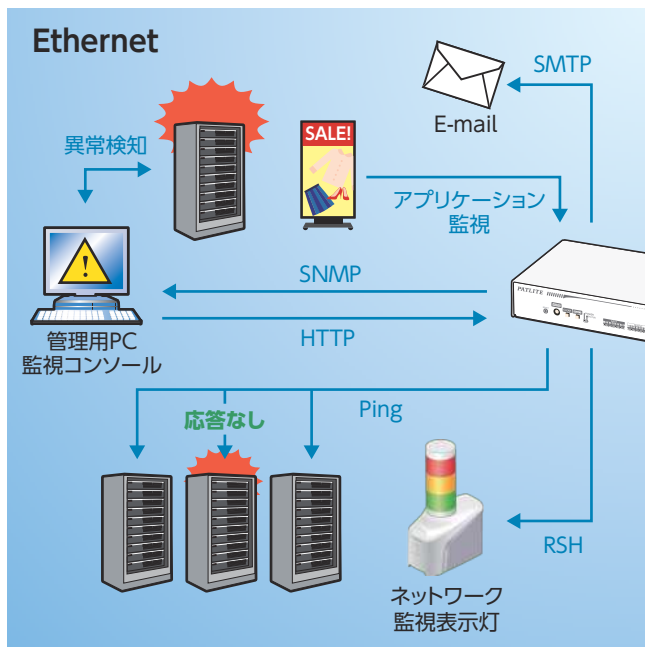 Ethernet
SMTP
E-mail
異常検知
SALE!
アプリケーション
監視
SNMP
PATLITE
HTTP
管理用PC
監視コンソール
Ping
応答なし
RSH
ネットワーク
監視表示灯